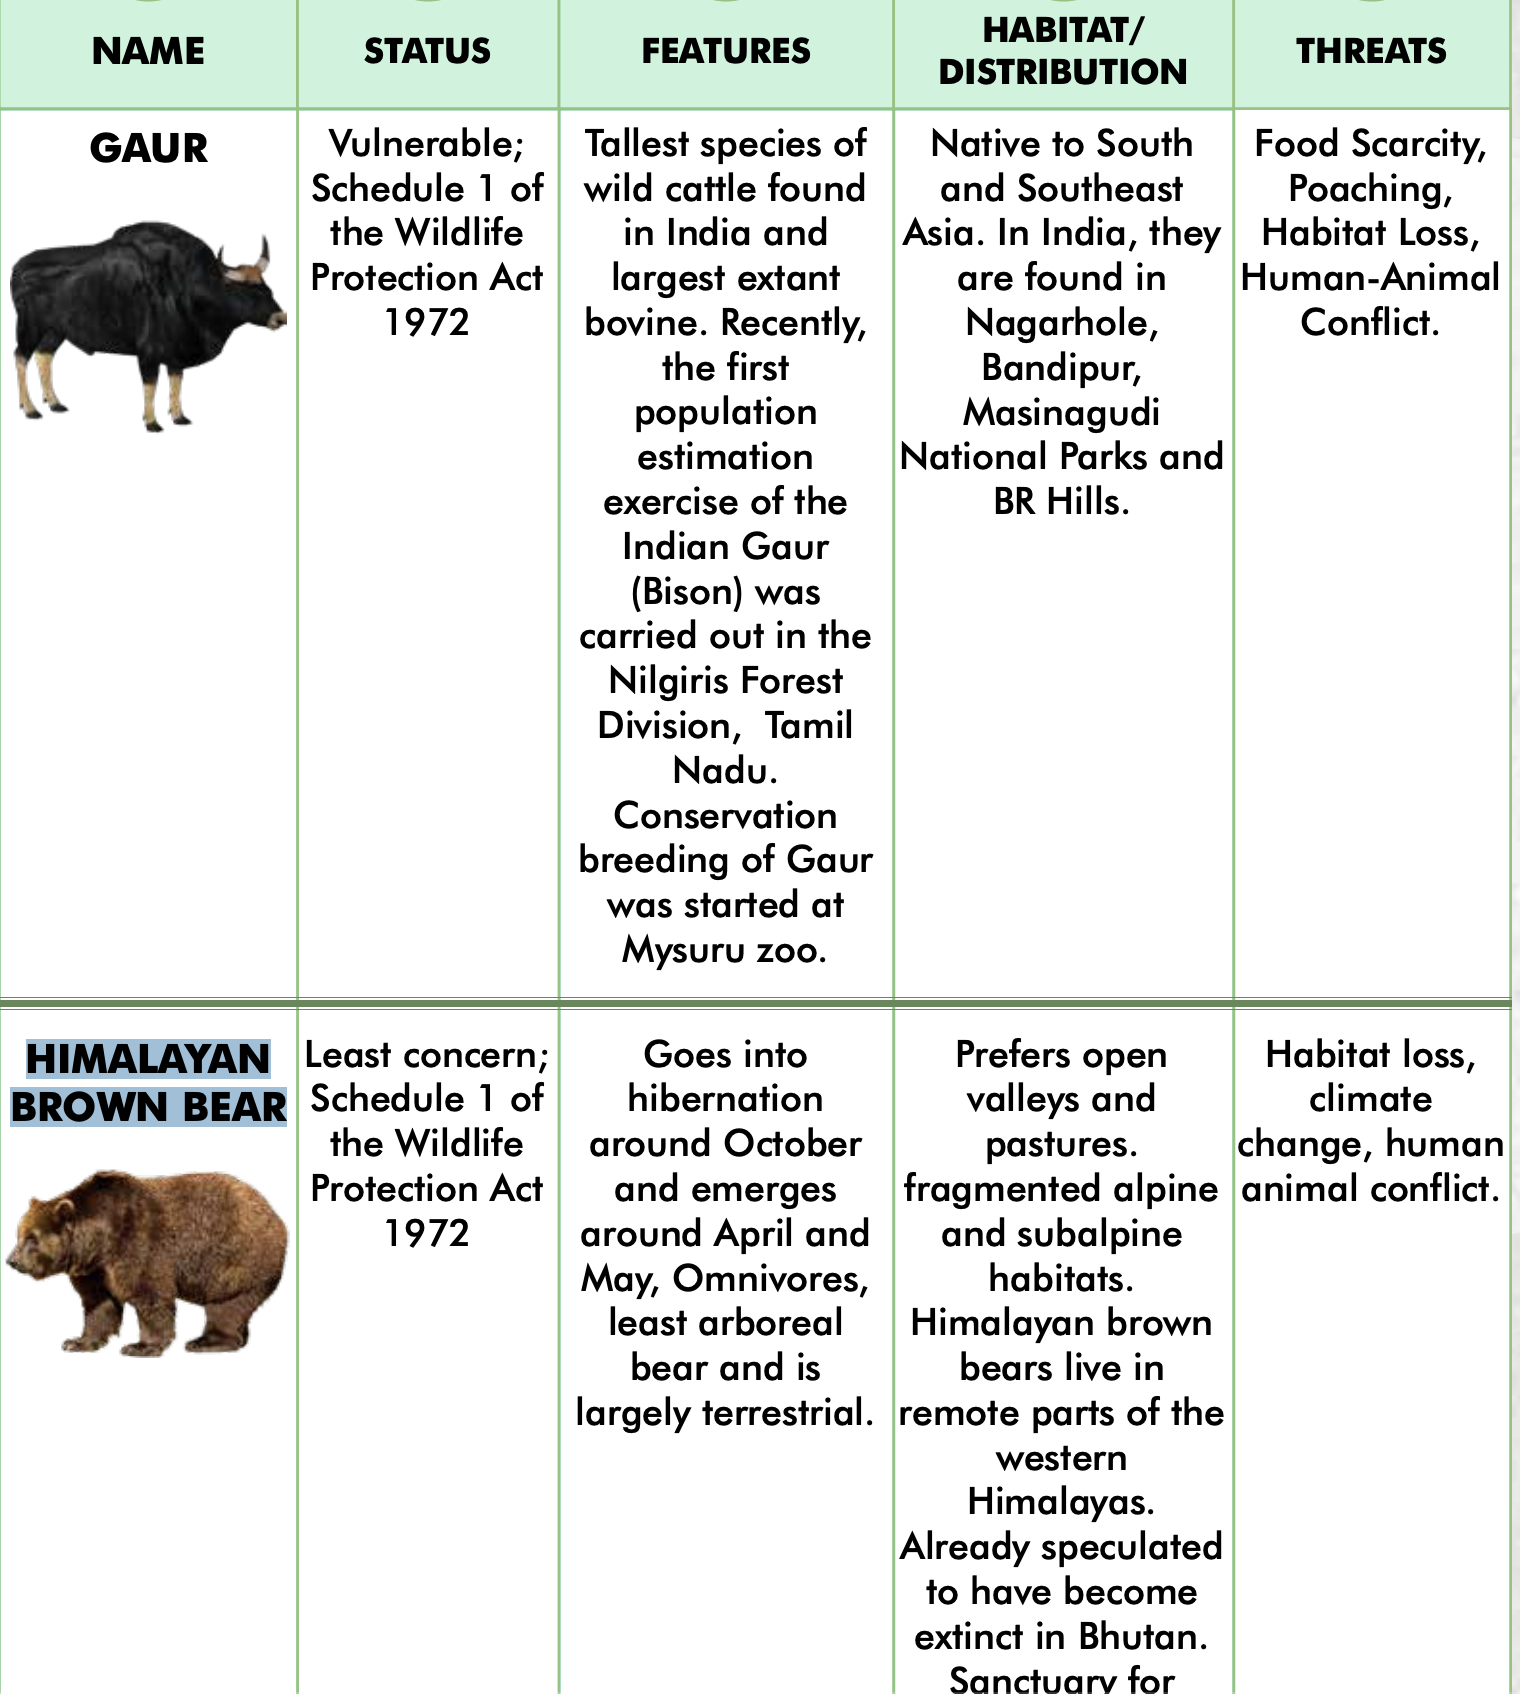 NAME
STATUS
FEATURES
HABITAT/
DISTRIBUTION
THREATS
GAUR
Vulnerable;
Schedule 1 of
the Wildlife
Protection Act
1972
Tallest species of
wild cattle found
in India and
largest extant
bovine. Recently,
the first
population
estimation
exercise of the
Indian Gaur
(Bison) was
carried out in the
Nilgiris Forest
Division, Tamil
Nadu.
Conservation
breeding of Gaur
was started at
Mysuru zoo.
Native to South
and Southeast
Asia. In India, they
are found in
Nagarhole,
Bandipur,
Masinagudi
National Parks and
BR Hills.
Food Scarcity,
Poaching,
Habitat Loss,
Human-Animal
Conflict.
HIMALAYAN
BROWN BEAR
Least concern;
Schedule 1 of
the Wildlife
Protection Act
1972
Goes into
hibernation
around October
and emerges
around April and
May, Omnivores,
least arboreal
bear and is
largely terrestrial.
Prefers open
valleys and
pastures.
fragmented alpine
and subalpine
habitats.
Himalayan brown
bears live in
remote parts of the
western
Himalayas.
Already speculated
to have become
extinct in Bhutan.
Sanctuary for
Habitat loss,
climate
change, human
animal conflict.